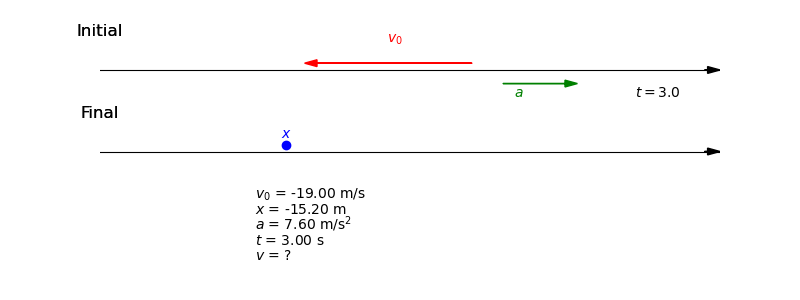 Initial
v₀
a
t = 3.0
Final
x
v₀ = -19.00 m/s
x = -15.20 m
a = 7.60 m/s²
t = 3.00 s
v = ?